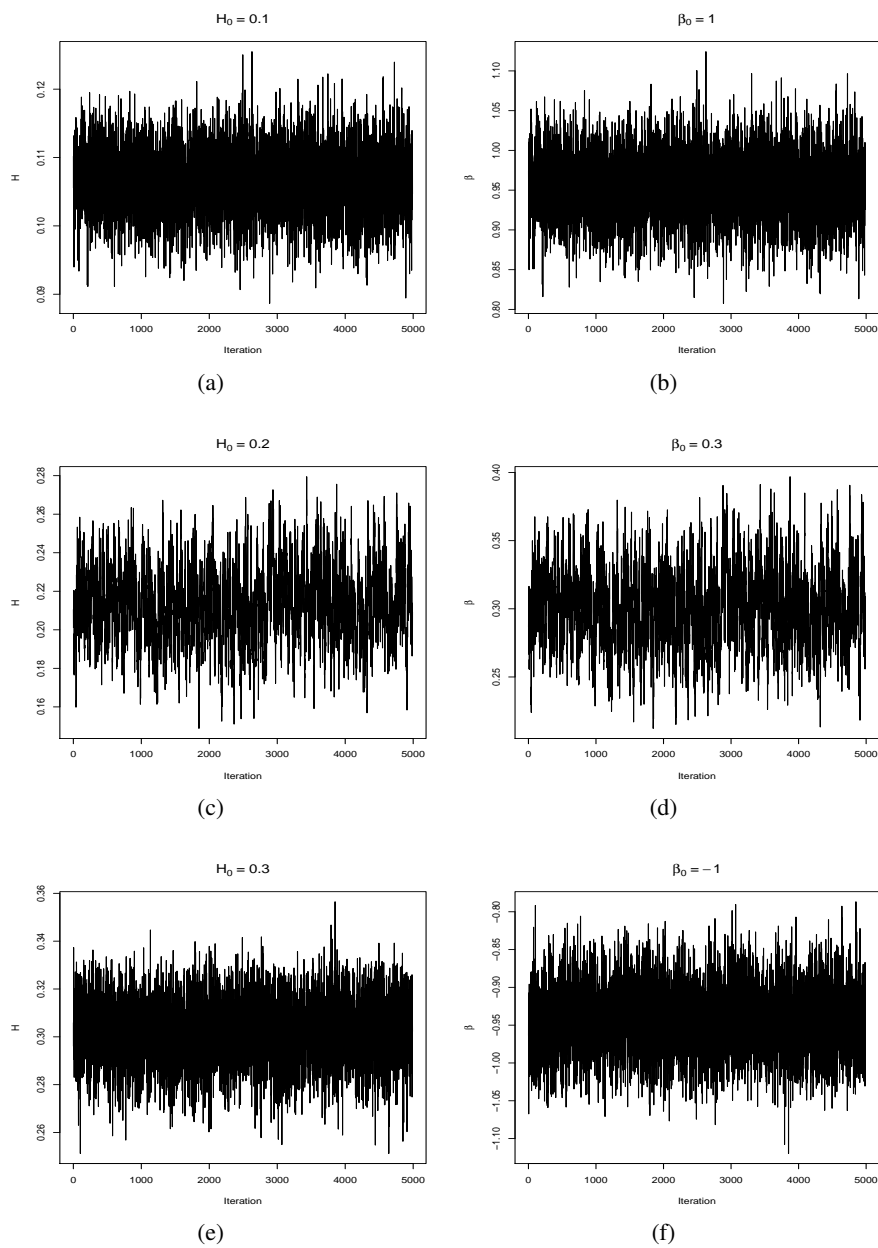 H₀ = 0.1
H
0.09 0.10 0.11 0.12
0 1000 2000 3000 4000 5000
Iteration
(a)
β₀ = 1
β
0.80 0.85 0.90 0.95 1.00 1.05 1.10
0 1000 2000 3000 4000 5000
Iteration
(b)
H₀ = 0.2
H
0.16 0.18 0.20 0.22 0.24 0.26 0.28
0 1000 2000 3000 4000 5000
Iteration
(c)
β₀ = 0.3
β
0.25 0.30 0.35 0.40
0 1000 2000 3000 4000 5000
Iteration
(d)
H₀ = 0.3
H
0.26 0.28 0.30 0.32 0.34 0.36
0 1000 2000 3000 4000 5000
Iteration
(e)
β₀ = −1
β
−1.10 −1.05 −1.00 −0.95 −0.90 −0.85 −0.80
0 1000 2000 3000 4000 5000
Iteration
(f)